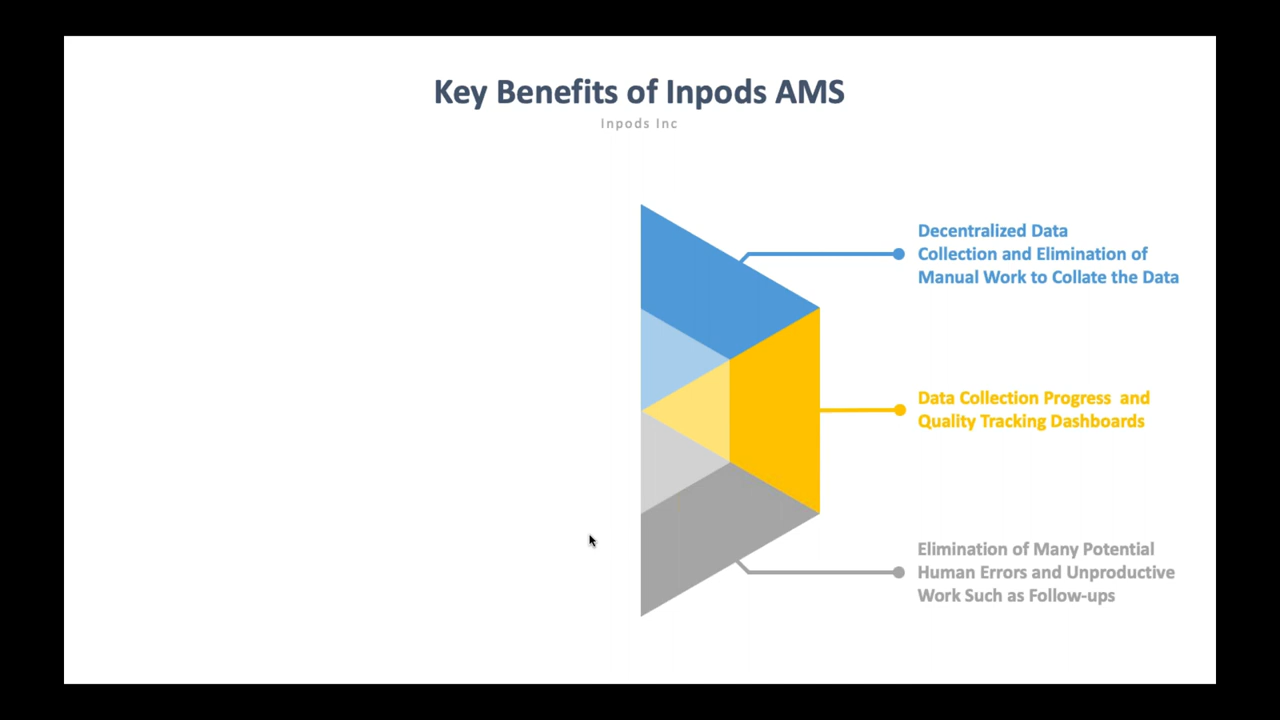 Key Benefits of Inpods AMS
Inpods Inc
Decentralized Data
Collection and Elimination of
Manual Work to Collate the Data
Data Collection Progress  and
Quality Tracking Dashboards
Elimination of Many Potential
Human Errors and Unproductive
Work Such as Follow-ups